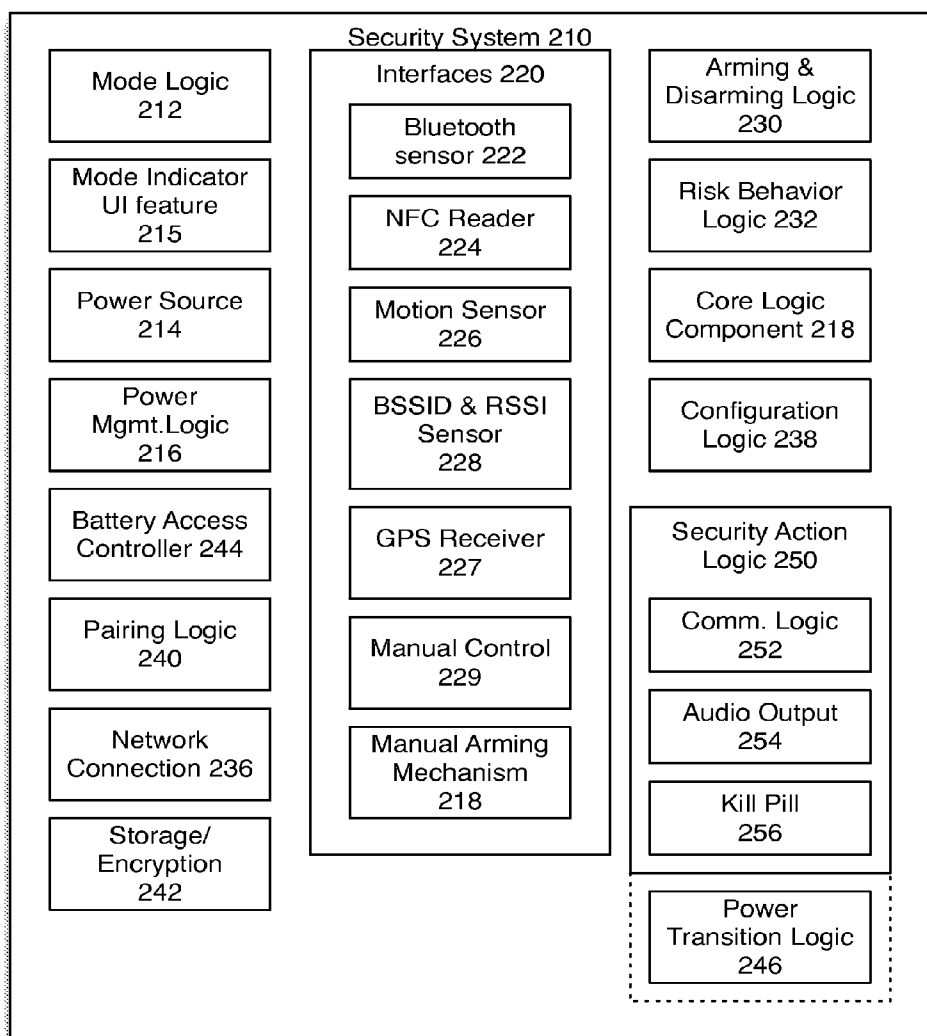 Security System 210
Mode Logic
212
Mode Indicator
UI feature
215
Power Source
214
Power
Mgmt.Logic
216
Battery Access
Controller 244
Pairing Logic
240
Network
Connection 236
Storage/
Encryption
242
Interfaces 220
Bluetooth
sensor 222
NFC Reader
224
Motion Sensor
226
BSSID & RSSI
Sensor
228
GPS Receiver
227
Manual Control
229
Manual Arming
Mechanism
218
Arming &
Disarming Logic
230
Risk Behavior
Logic 232
Core Logic
Component 218
Configuration
Logic 238
Security Action
Logic 250
Comm. Logic
252
Audio Output
254
Kill Pill
256
Power
Transition Logic
246